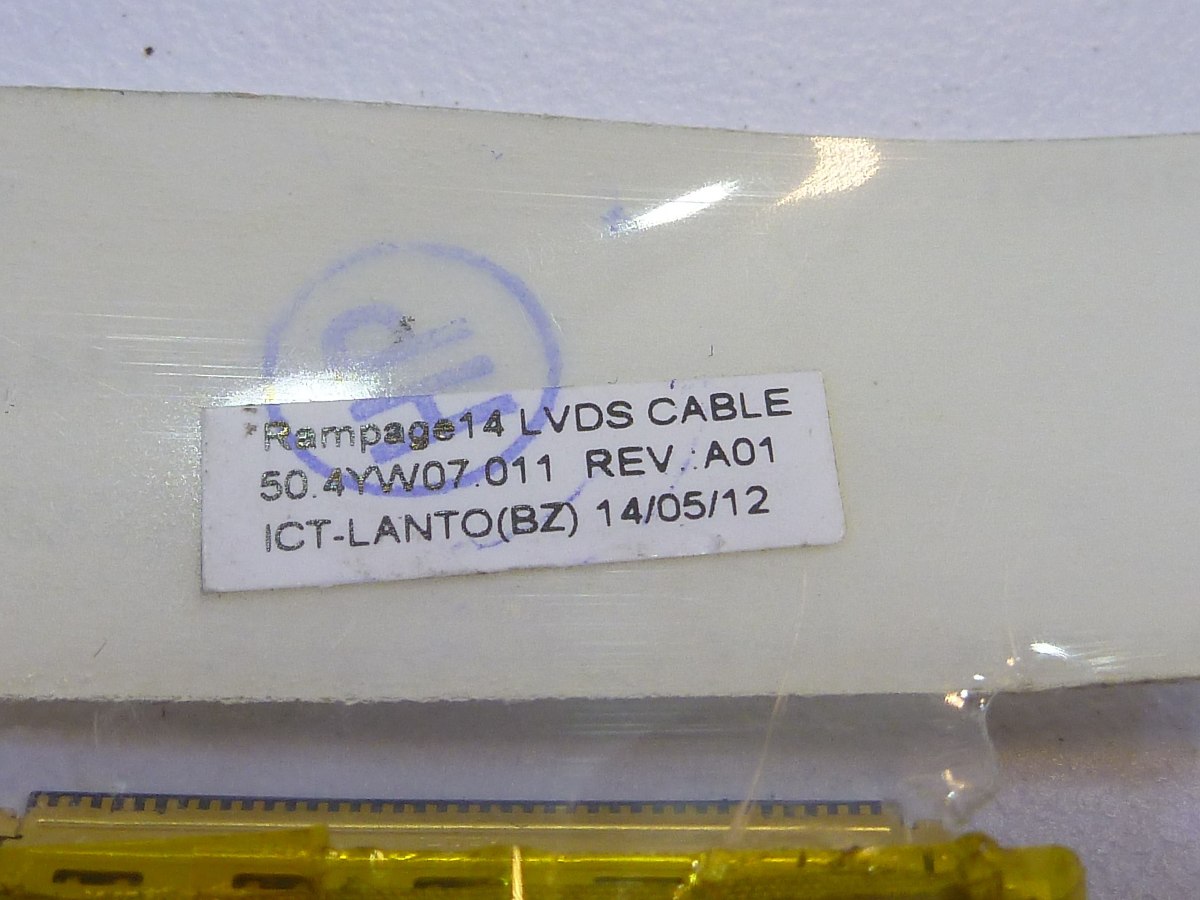 Rampage14 LVDS CABLE
50.4YW07.011 REV.:A01
ICT-LANTO(BZ) 14/05/12